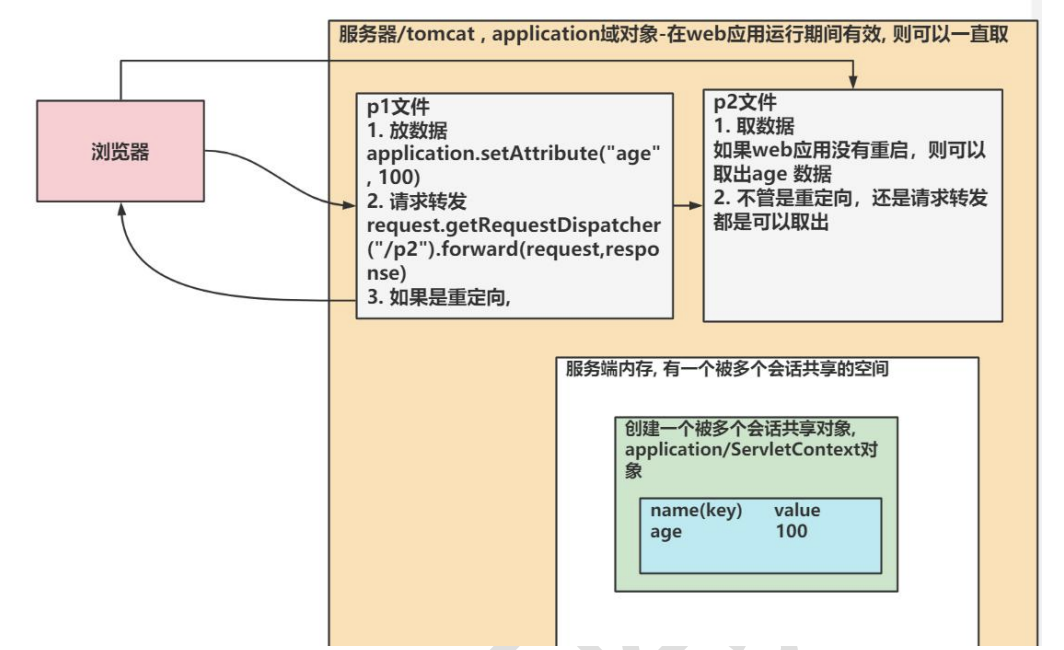 服务器/tomcat , application域对象-在web应用运行期间有效, 则可以一直取
浏览器
p1文件
1. 放数据
application.setAttribute("age"
, 100)
2. 请求转发
request.getRequestDispatcher
("/p2").forward(request,respo
nse)
3. 如果是重定向,
p2文件
1. 取数据
如果web应用没有重启，则可以
取出age 数据
2. 不管是重定向，还是请求转发
都是可以取出
服务端内存, 有一个被多个会话共享的空间
创建一个被多个会话共享对象,
application/ServletContext对
象
name(key) value
age 100